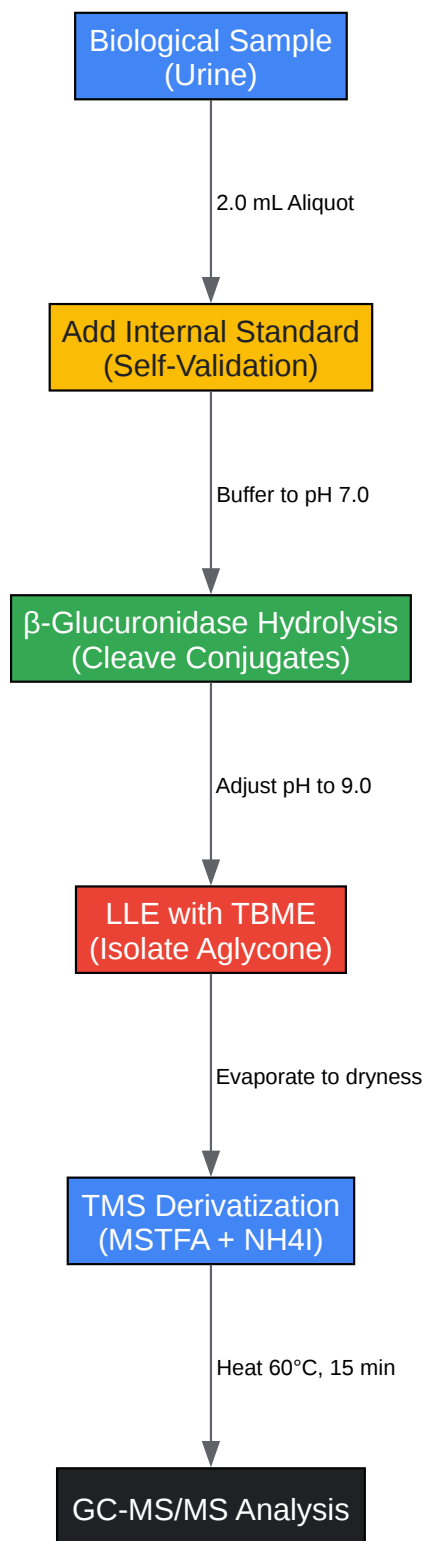 Biological Sample
(Urine)
2.0 mL Aliquot
Add Internal Standard
(Self-Validation)
Buffer to pH 7.0
β-Glucuronidase Hydrolysis
(Cleave Conjugates)
Adjust pH to 9.0
LLE with TBME
(Isolate Aglycone)
Evaporate to dryness
TMS Derivatization
(MSTFA + NH4I)
Heat 60°C, 15 min
GC-MS/MS Analysis